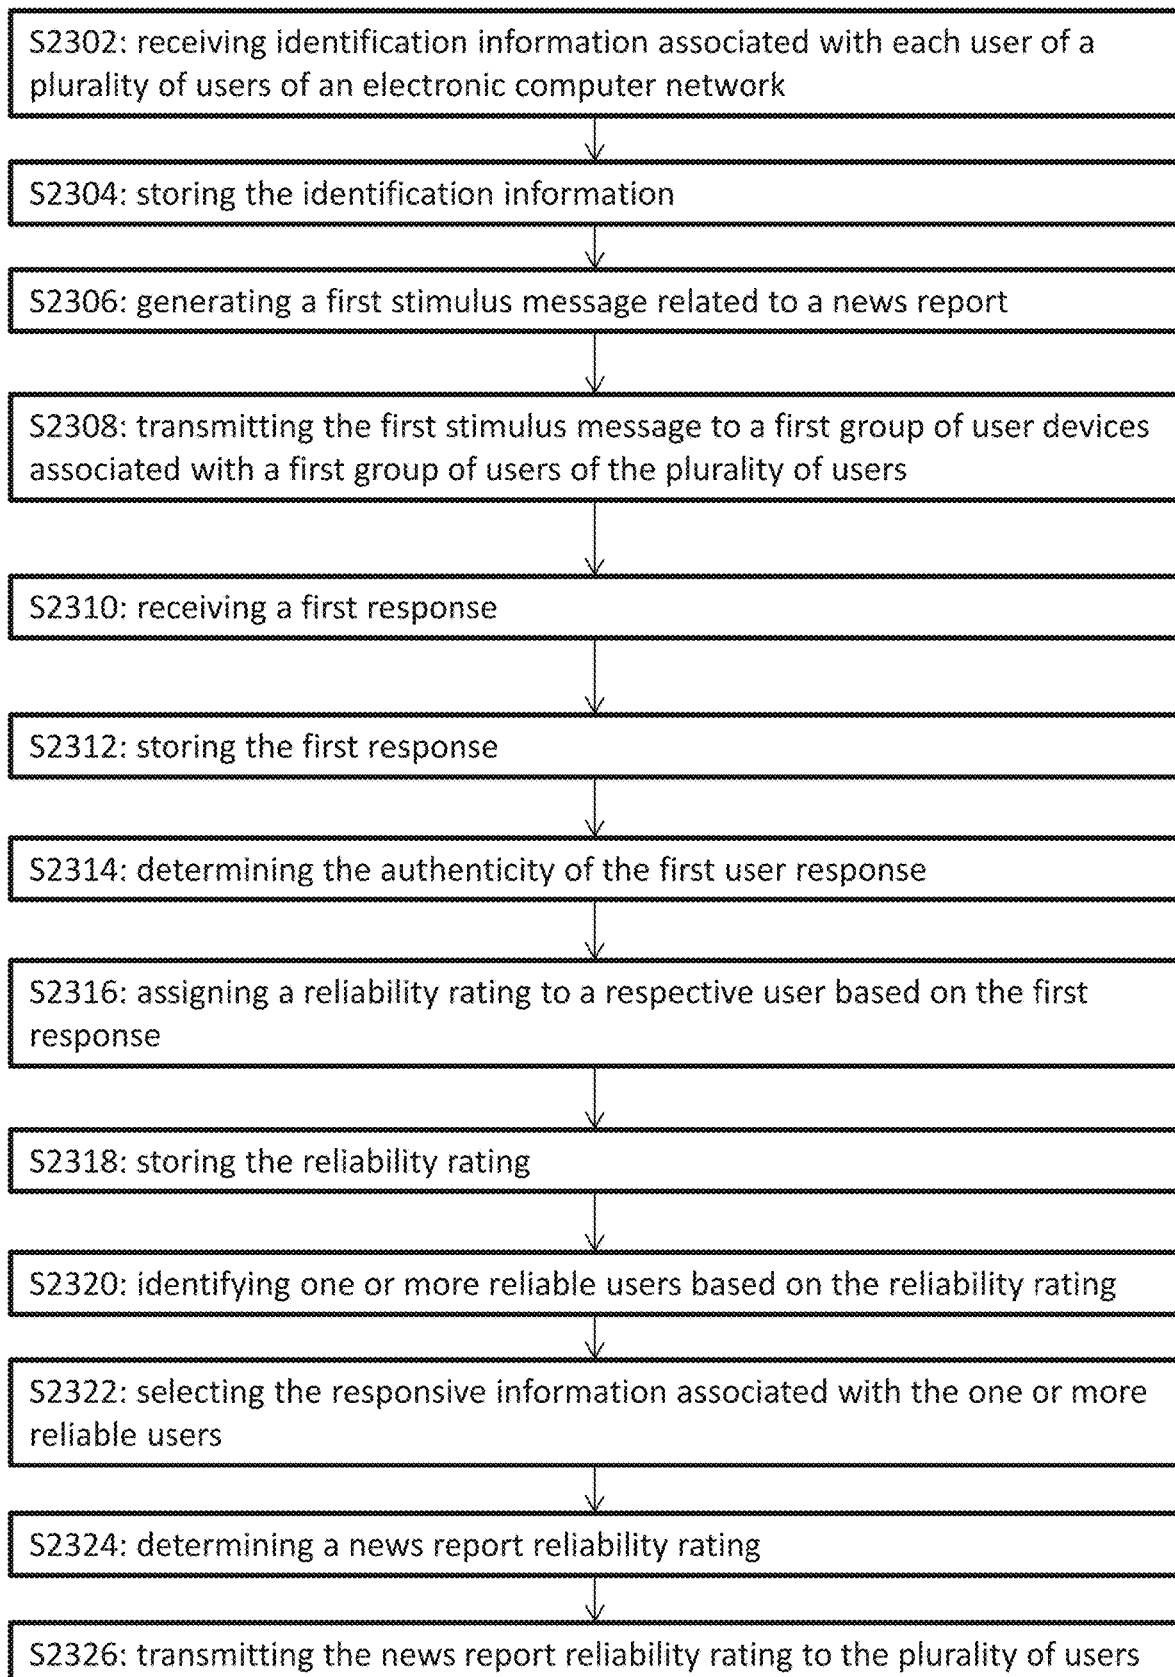 S2302: receiving identification information associated with each user of a
plurality of users of an electronic computer network
S2304: storing the identification information
S2306: generating a first stimulus message related to a news report
S2308: transmitting the first stimulus message to a first group of user devices
associated with a first group of users of the plurality of users
S2310: receiving a first response
S2312: storing the first response
S2314: determining the authenticity of the first user response
S2316: assigning a reliability rating to a respective user based on the first
response
S2318: storing the reliability rating
S2320: identifying one or more reliable users based on the reliability rating
S2322: selecting the responsive information associated with the one or more
reliable users
S2324: determining a news report reliability rating
S2326: transmitting the news report reliability rating to the plurality of users